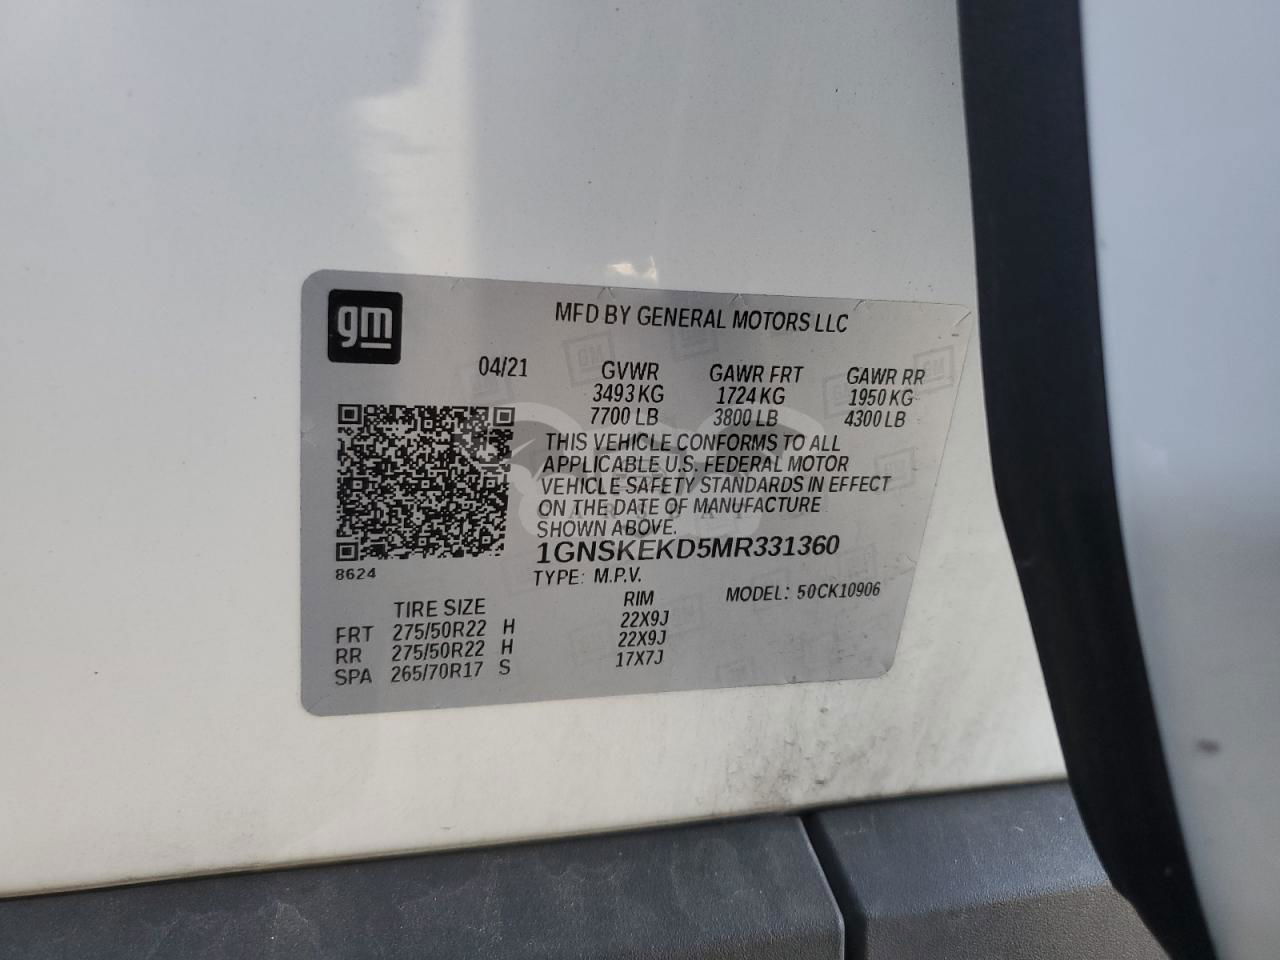 gm
MFD BY GENERAL MOTORS LLC
04/21 GVWR GAWR FRT GAWR RR
3493 KG 1724 KG 1950 KG
7700 LB 3800 LB 4300 LB
THIS VEHICLE CONFORMS TO ALL
APPLICABLE U.S. FEDERAL MOTOR
VEHICLE SAFETY STANDARDS IN EFFECT
ON THE DATE OF MANUFACTURE
SHOWN ABOVE.
1GNSKEKD5MR331360
8624
TYPE: M.P.V. MODEL: 50CK10906
TIRE SIZE RIM
FRT 275/50R22 H 22X9J
RR 275/50R22 H 22X9J
SPA 265/70R17 S 17X7J